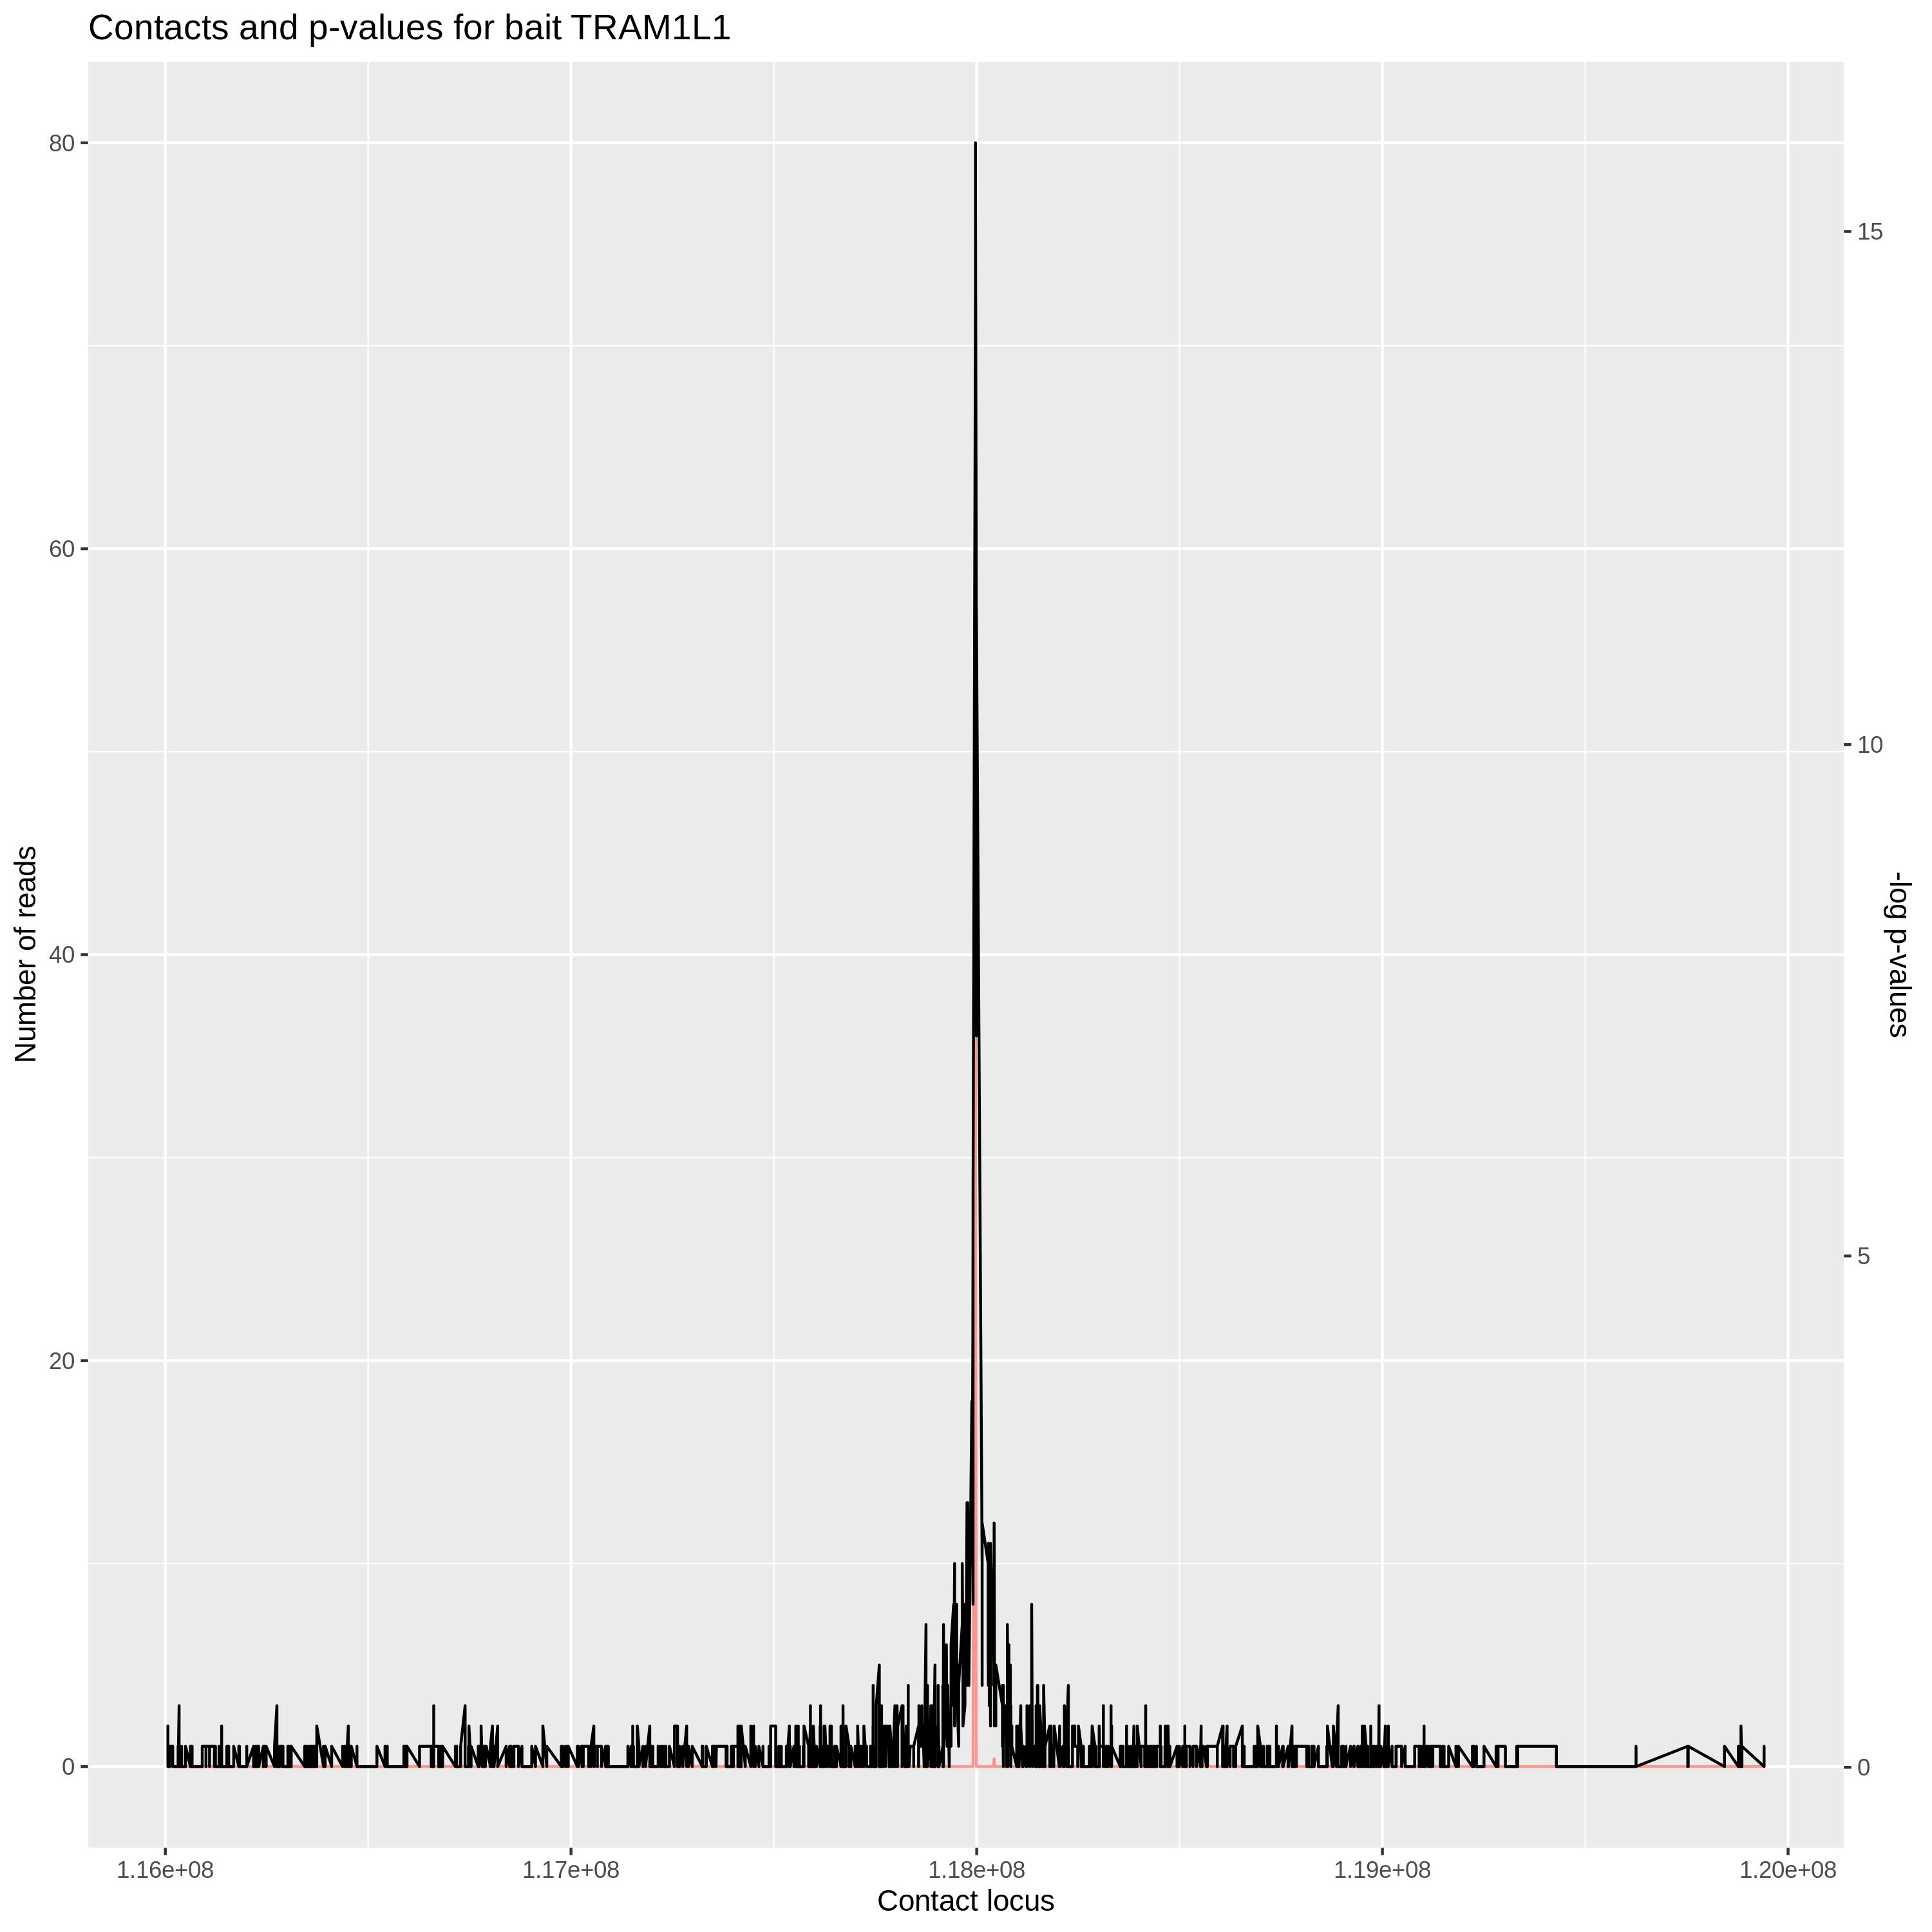 Contacts and p-values for bait TRAM1L1
80
60
40
20
0
Number of reads
15
10
5
0
-log p-values
1.16e+08
1.17e+08
1.18e+08
1.19e+08
1.20e+08
Contact locus